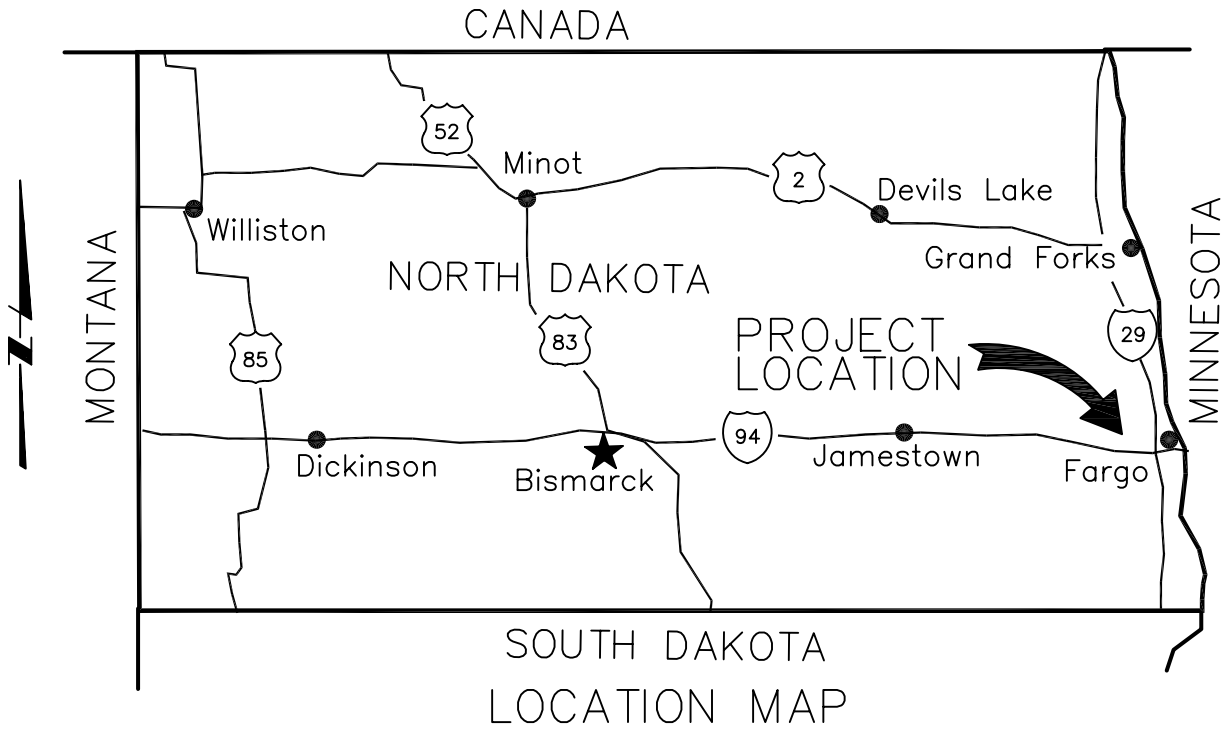 CANADA
52
Minot
2
Devils Lake
Williston
Grand Forks
MONTANA
NORTH DAKOTA
MINNESOTA
PROJECT
LOCATION
29
85
83
94
Dickinson
Bismarck
Jamestown
Fargo
N
SOUTH DAKOTA
LOCATION MAP